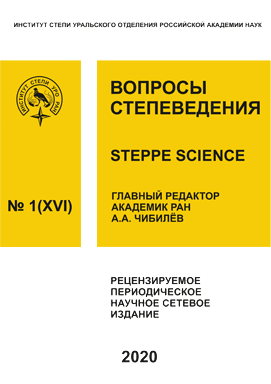 ИНСТИТУТ СТЕПИ УРАЛЬСКОГО ОТДЕЛЕНИЯ РОССИЙСКОЙ АКАДЕМИИ НАУК
ИНСТИТУТ СТЕПИ УРО РАН
№ 1(XVI)
ВОПРОСЫ
СТЕПЕВЕДЕНИЯ
STEPPE SCIENCE
ГЛАВНЫЙ РЕДАКТОР
АКАДЕМИК РАН
А.А. ЧИБИЛЁВ
РЕЦЕНЗИРУЕМОЕ
ПЕРИОДИЧЕСКОЕ
НАУЧНОЕ СЕТЕВОЕ
ИЗДАНИЕ
2020